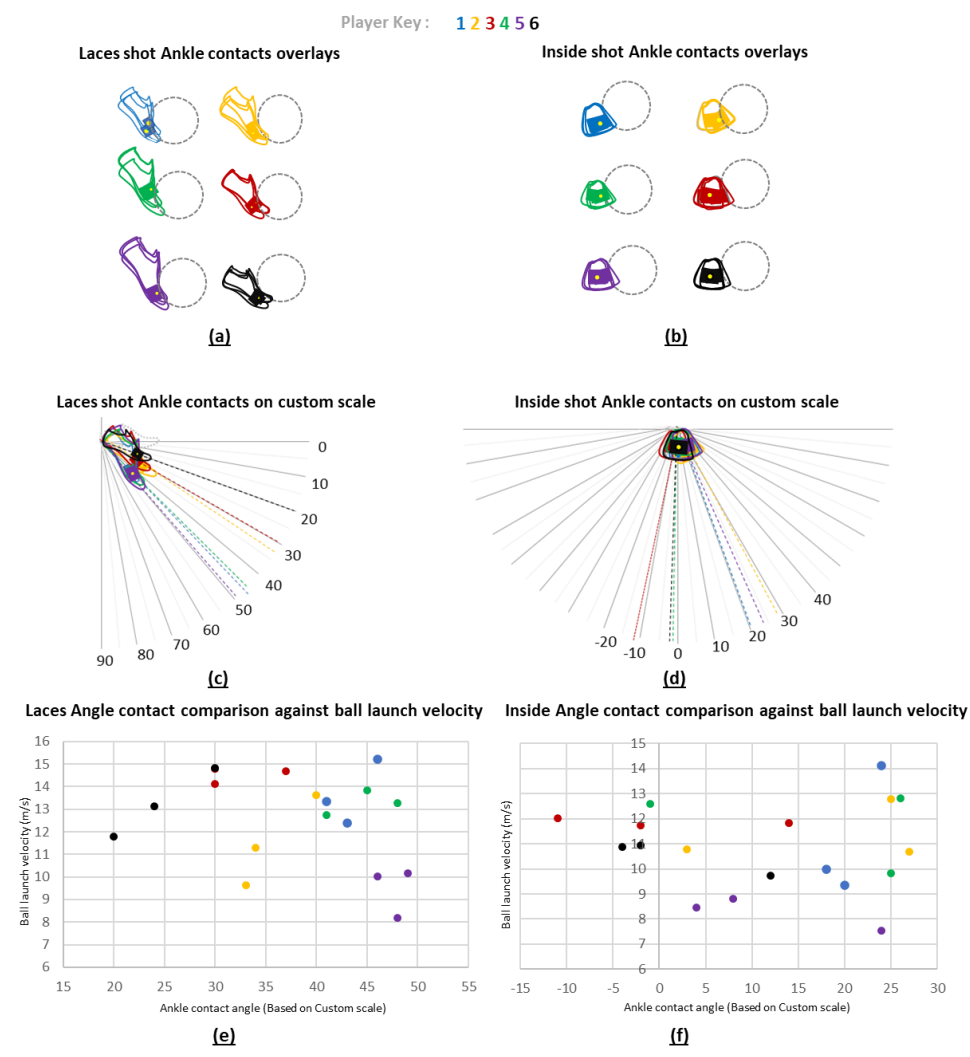 Player Key : 1 2 3 4 5 6
Laces shot Ankle contacts overlays
Inside shot Ankle contacts overlays
(a)
(b)
Laces shot Ankle contacts on custom scale
0
10
20
30
40
50
60
70
80
90
(c)
Inside shot Ankle contacts on custom scale
-20
-10
0
10
20
30
40
(d)
Laces Angle contact comparison against ball launch velocity
Ball launch velocity (m/s)
16
15
14
13
12
11
10
9
8
7
6
15 20 25 30 35 40 45 50 55
Ankle contact angle (Based on Custom scale)
(e)
Inside Angle contact comparison against ball launch velocity
Ball launch velocity (m/s)
15
14
13
12
11
10
9
8
7
6
-15 -10 -5 0 5 10 15 20 25 30
Ankle contact angle (Based on Custom scale)
(f)